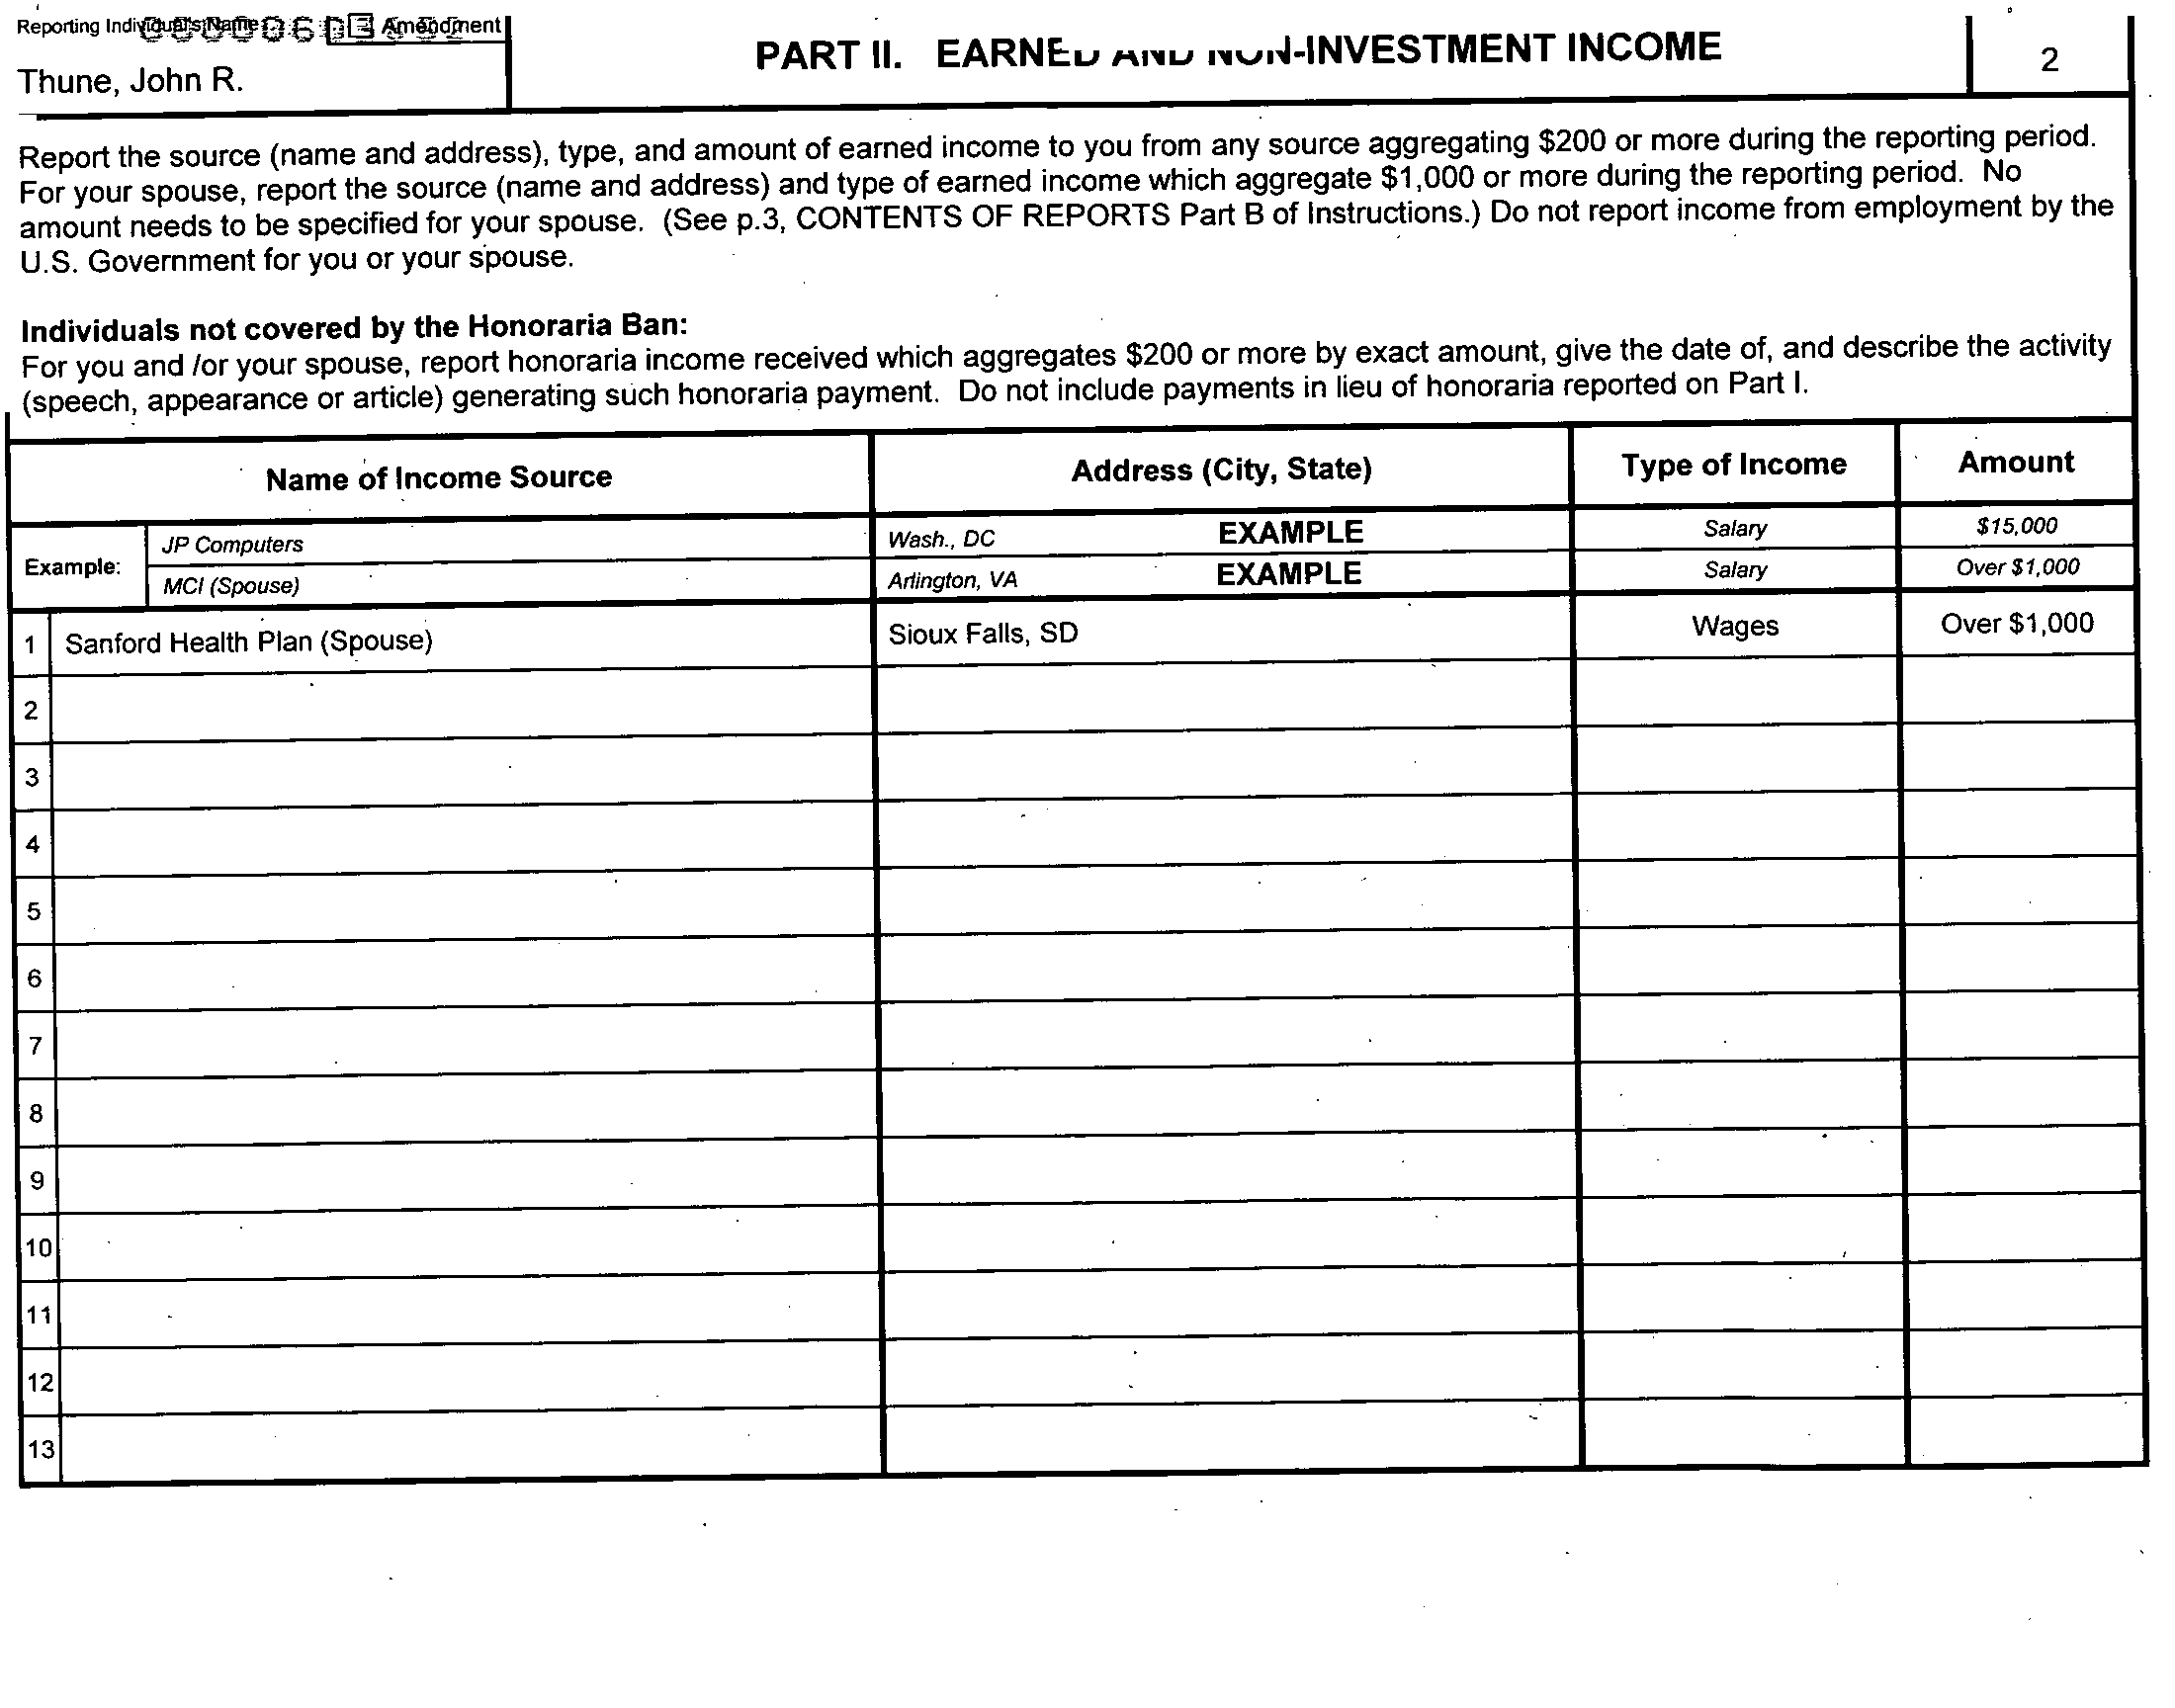 Reporting Individual's Name Amendment
Thune, John R.
PART II. EARNED AND NON-INVESTMENT INCOME
2
Report the source (name and address), type, and amount of earned income to you from any source aggregating $200 or more during the reporting period.
For your spouse, report the source (name and address) and type of earned income which aggregate $1,000 or more during the reporting period. No
amount needs to be specified for your spouse. (See p.3, CONTENTS OF REPORTS Part B of Instructions.) Do not report income from employment by the
U.S. Government for you or your spouse.
Individuals not covered by the Honoraria Ban:
For you and /or your spouse, report honoraria income received which aggregates $200 or more by exact amount, give the date of, and describe the activity
(speech, appearance or article) generating such honoraria payment. Do not include payments in lieu of honoraria reported on Part I.
Name of Income Source Address (City, State) Type of Income Amount
Example:
JP Computers Wash., DC EXAMPLE Salary $15,000
MCI (Spouse) Arlington, VA EXAMPLE Salary Over $1,000
1 Sanford Health Plan (Spouse) Sioux Falls, SD Wages Over $1,000
2
3
4
5
6
7
8
9
10
11
12
13